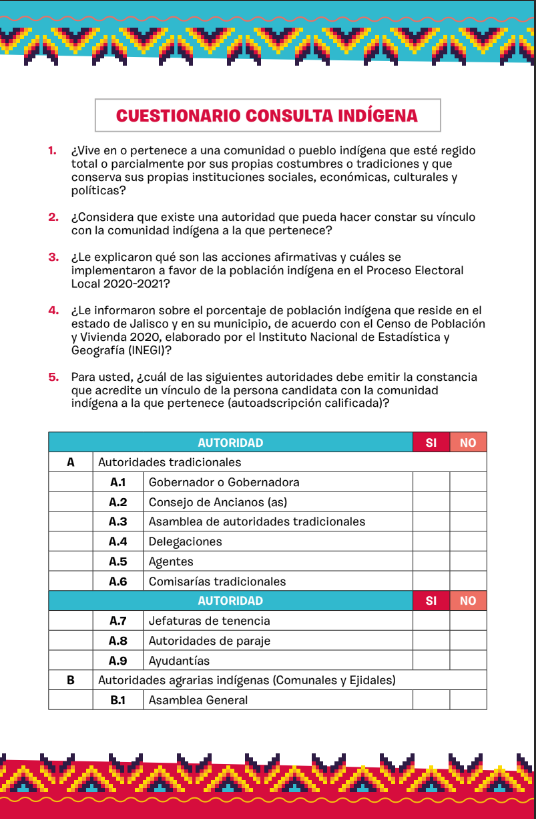 CUESTIONARIO CONSULTA INDÍGENA
1. ¿Vive en o pertenece a una comunidad o pueblo indígena que esté regido
total o parcialmente por sus propias costumbres o tradiciones y que
conserva sus propias instituciones sociales, económicas, culturales y
políticas?
2. ¿Considera que existe una autoridad que pueda hacer constar su vínculo
con la comunidad indígena a la que pertenece?
3. ¿Le explicaron qué son las acciones afirmativas y cuáles se
implementaron a favor de la población indígena en el Proceso Electoral
Local 2020-2021?
4. ¿Le informaron sobre el porcentaje de población indígena que reside en el
estado de Jalisco y en su municipio, de acuerdo con el Censo de Población
y Vivienda 2020, elaborado por el Instituto Nacional de Estadística y
Geografía (INEGI)?
5. Para usted, ¿cuál de las siguientes autoridades debe emitir la constancia
que acredite un vínculo de la persona candidata con la comunidad
indígena a la que pertenece (autoadscripción calificada)?
AUTORIDAD SI NO
A Autoridades tradicionales
A.1 Gobernador o Gobernadora
A.2 Consejo de Ancianos (as)
A.3 Asamblea de autoridades tradicionales
A.4 Delegaciones
A.5 Agentes
A.6 Comisarías tradicionales
AUTORIDAD SI NO
A.7 Jefaturas de tenencia
A.8 Autoridades de paraje
A.9 Ayudantías
B Autoridades agrarias indígenas (Comunales y Ejidales)
B.1 Asamblea General